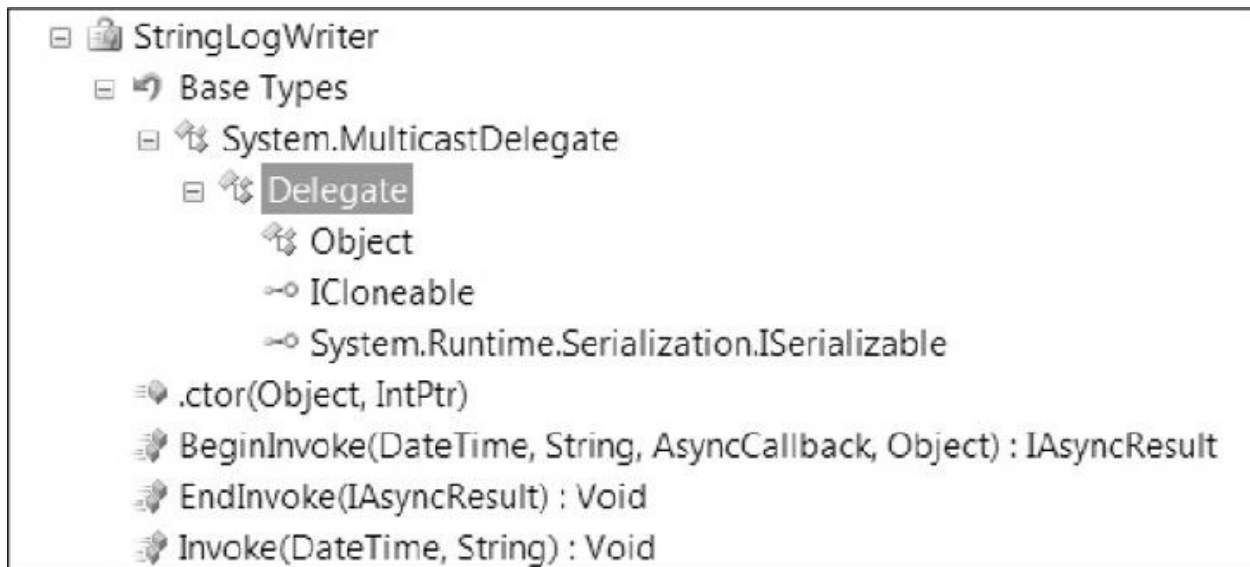 StringLogWriter
Base Types
System.MulticastDelegate
Delegate
Object
ICloneable
System.Runtime.Serialization.ISerializable
.ctor(Object, IntPtr)
BeginInvoke(DateTime, String, AsyncCallback, Object) : IAsyncResult
EndInvoke(IAsyncResult) : Void
Invoke(DateTime, String) : Void